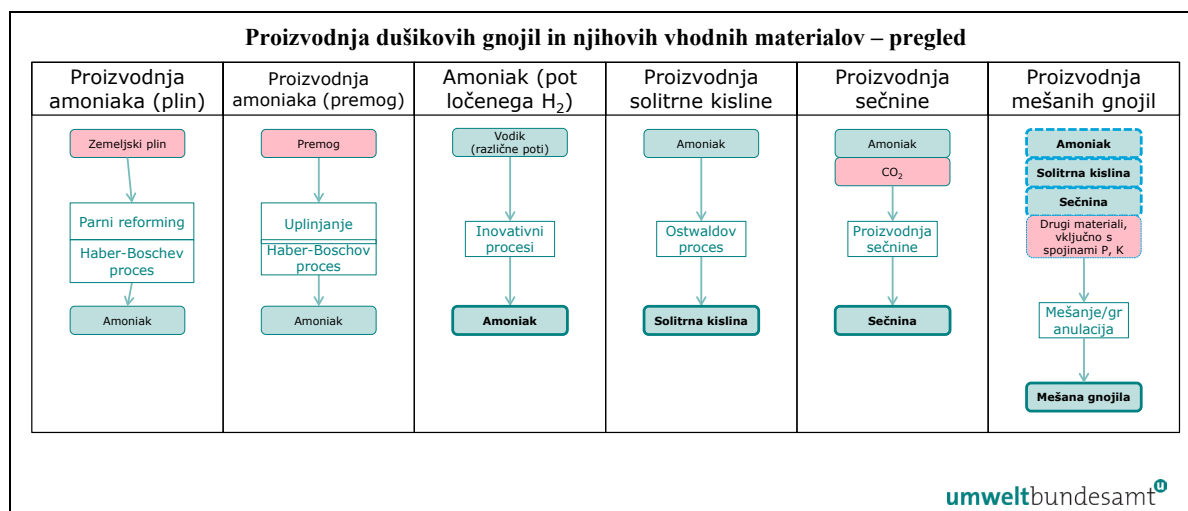 Proizvodnja dušikovih gnojil in njihovih vhodnih materialov – pregled
Proizvodnja
amoniaka (plin)
Zemeljski plin
Parni reforming
Haber-Boschev
proces
Amoniak
Proizvodnja
amoniaka (premog)
Premog
Uplinjanje
Haber-Boschov
proces
Amoniak
Amoniak (pot
ločenega H₂)
Vodik
(različne poti)
Inovativni
procesi
Amoniak
Proizvodnja
solitrne kisline
Amoniak
Ostwaldov
proces
Solitrna kislina
Proizvodnja
sečnine
Amoniak
CO₂
Proizvodnja
sečnine
Sečnina
Proizvodnja
mešanih gnojil
Amoniak
Solitrna kislina
Sečnina
Drugi materiali,
vključno s
spojinami P, K
Mešanje/gr
anulacija
Mešana gnojila
umweltbundesamt
u